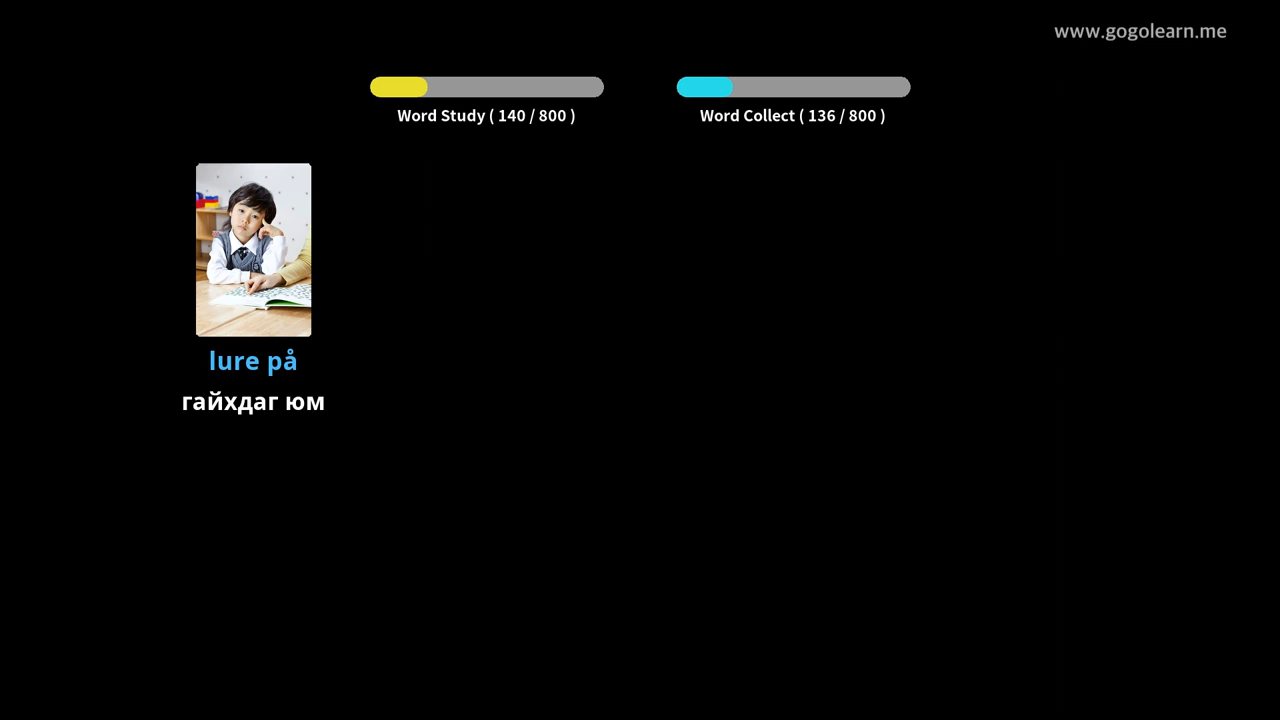 www.gogolearn.me
Word Study ( 140 / 800 )
Word Collect ( 136 / 800 )
lure på
гайхдаг юм